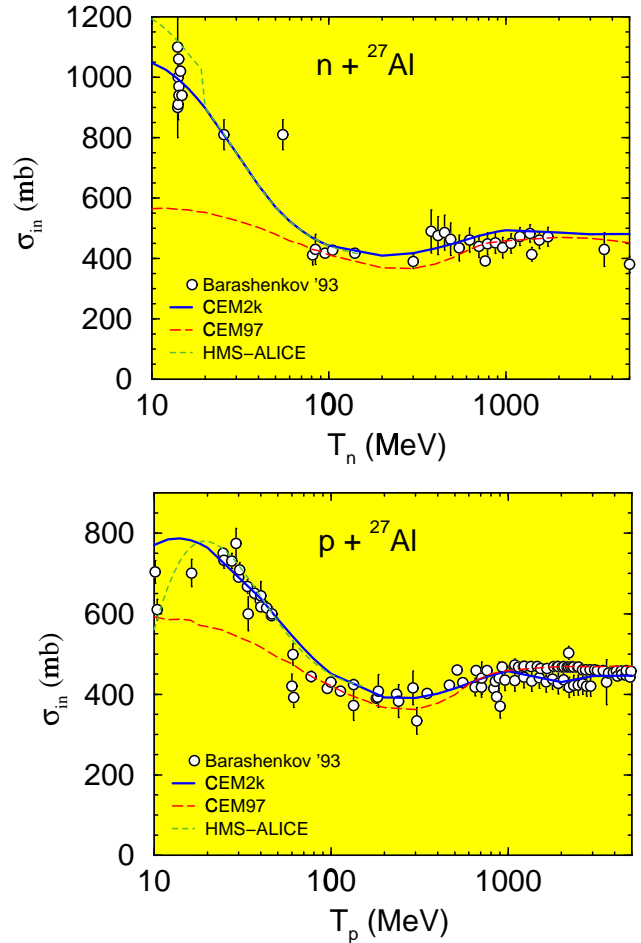 1200
n + ²⁷Al
1000
800
600
400
200
0
σin (mb)
Barashenkov '93
CEM2k
CEM97
HMS–ALICE
10 100 1000
Tn (MeV)
800
p + ²⁷Al
600
400
200
0
σin (mb)
Barashenkov '93
CEM2k
CEM97
HMS–ALICE
10 100 1000
Tp (MeV)